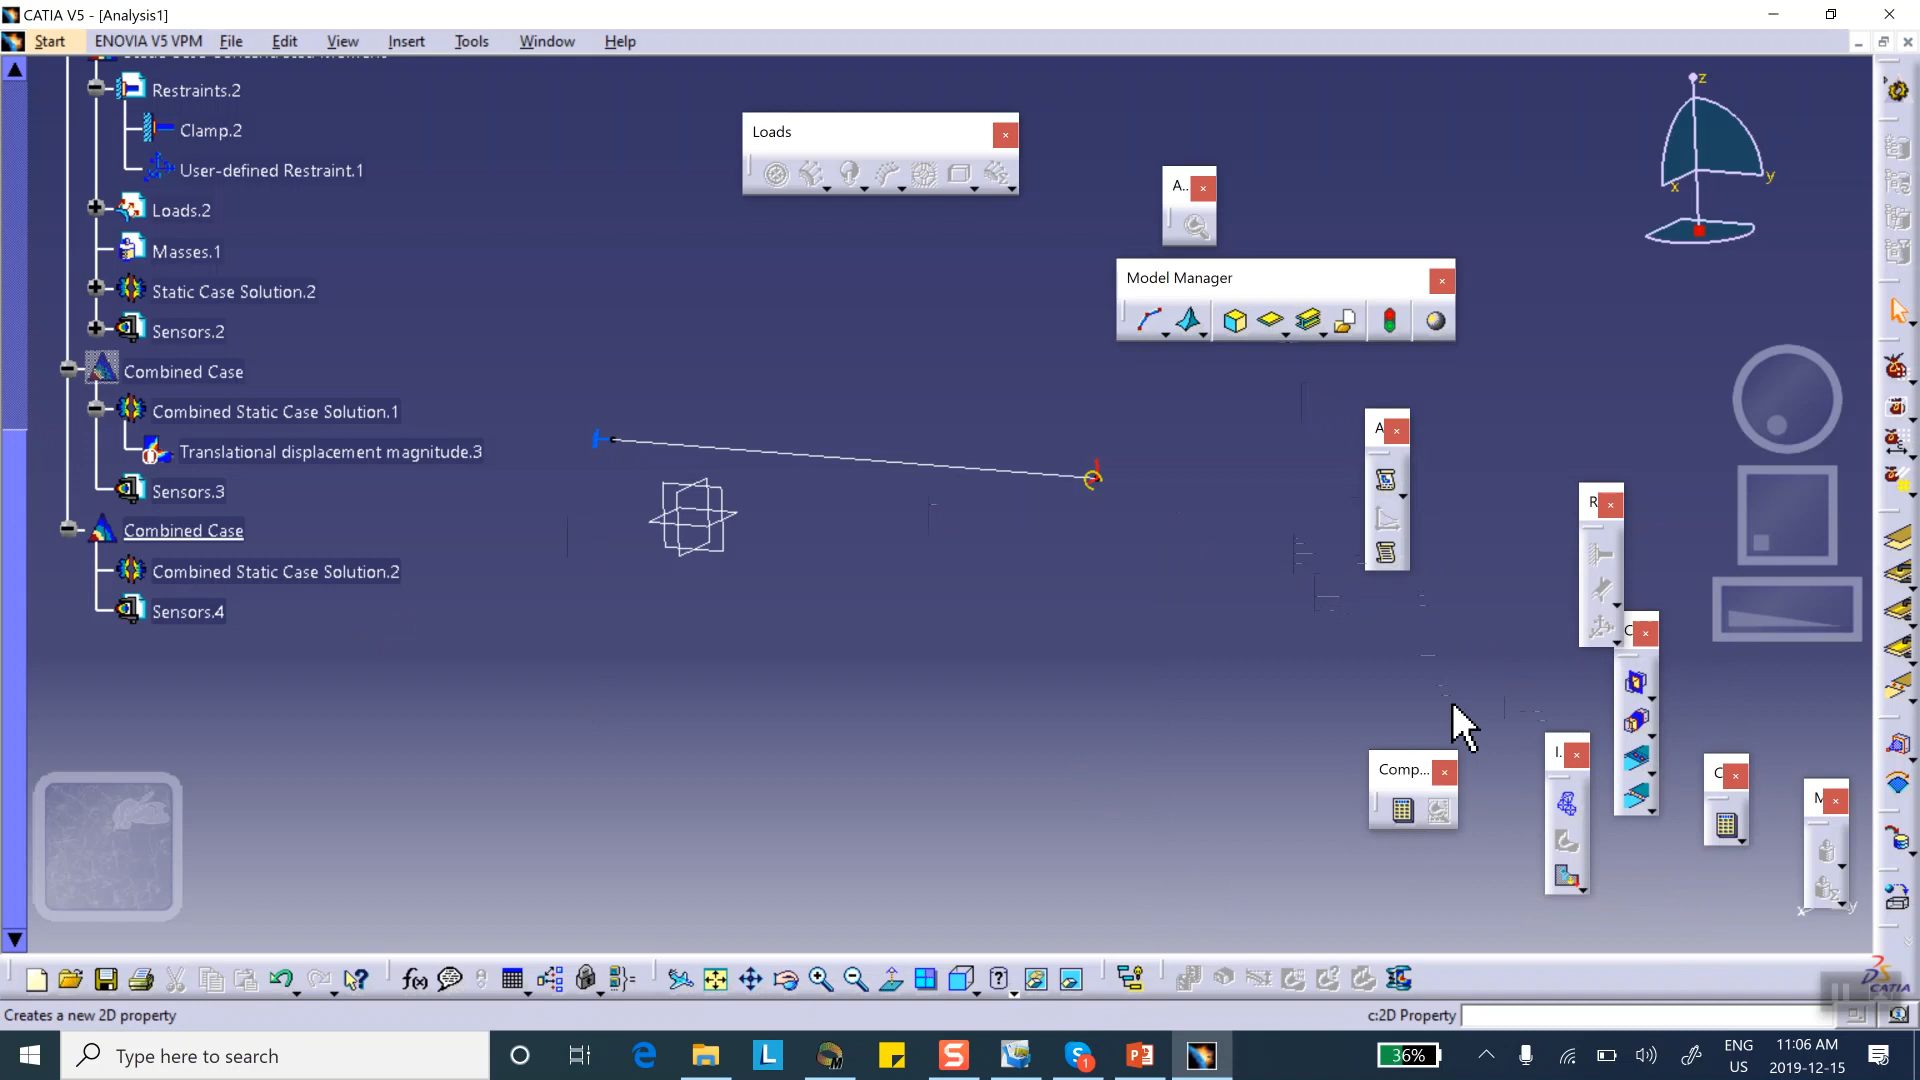 CATIA V5 - [Analysis1]
Start ENOVIA V5 VPM File Edit View Insert Tools Window Help
Restraints.2
Clamp.2
User-defined Restraint.1
Loads.2
Masses.1
Static Case Solution.2
Sensors.2
Combined Case
Combined Static Case Solution.1
Translational displacement magnitude.3
Sensors.3
Combined Case
Combined Static Case Solution.2
Sensors.4
Loads
A..
Model Manager
A
R
C
I.
Comp...
C
M
z
y
x
x
y
f(x)
CATIA
Creates a new 2D property
c:2D Property
Type here to search
36%
ENG
US
11:06 AM
2019-12-15